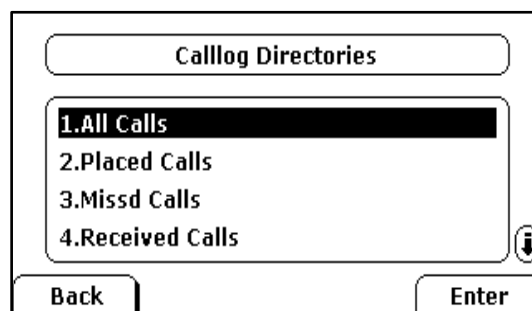 Calllog Directories
1.All Calls
2.Placed Calls
3.Missd Calls
4.Received Calls
Back Enter